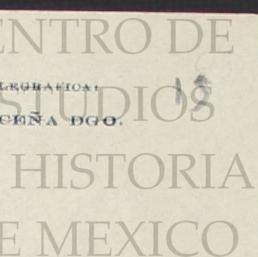 ENTRO DE
LEGRAFICA:
STUDIOS
CEÑA DGO.
HISTORIA
E MEXICO